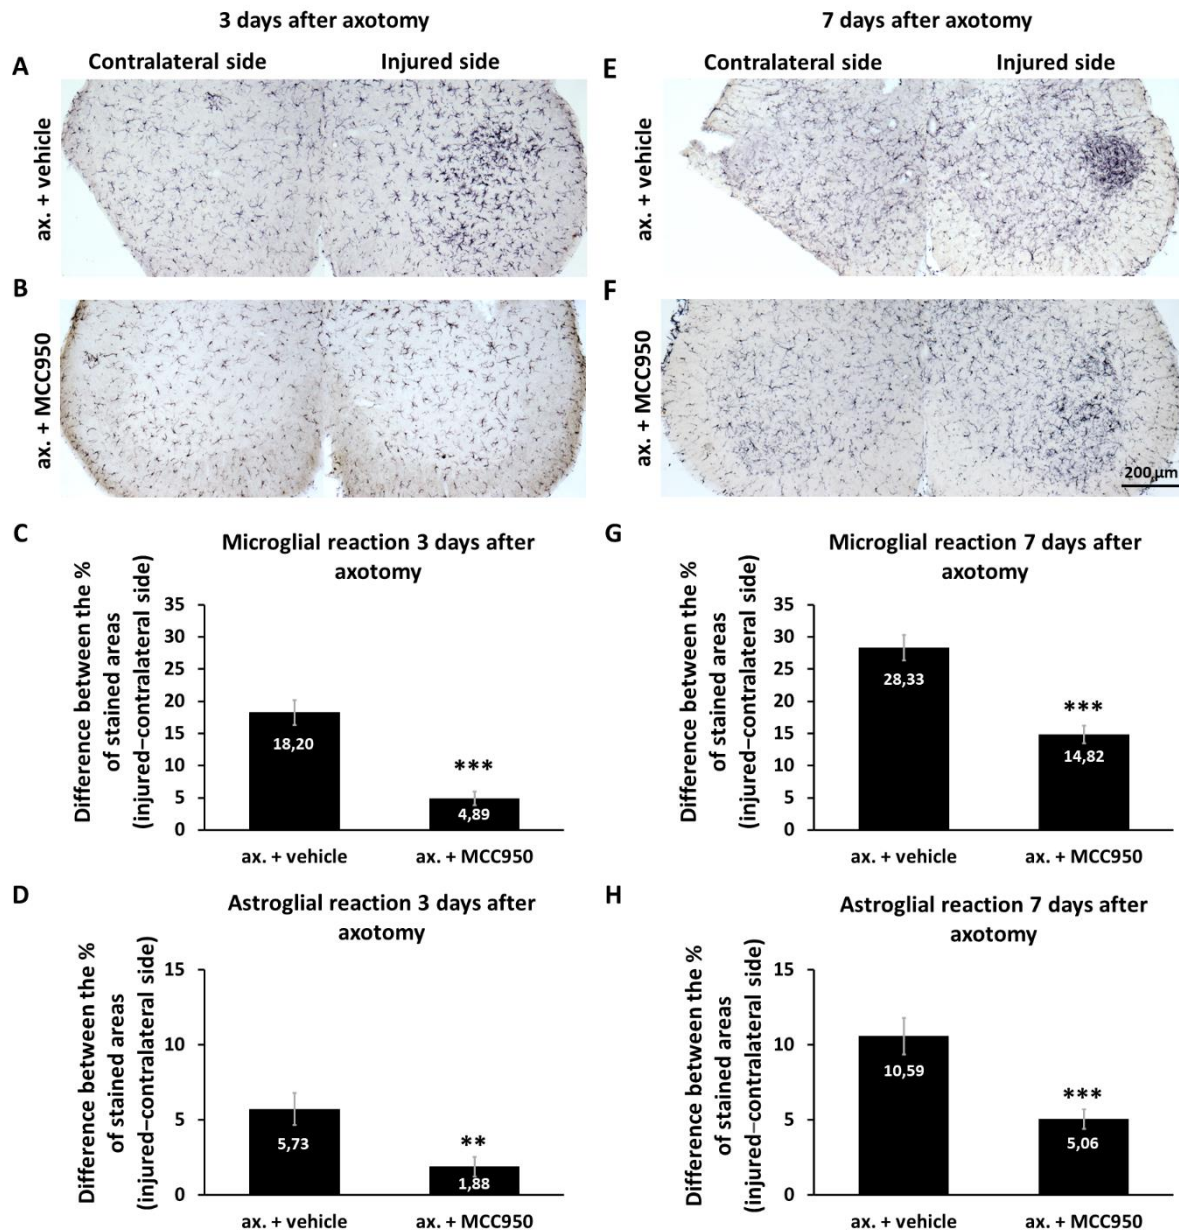 3 days after axotomy
7 days after axotomy
A
Contralateral side
Injured side
E
Contralateral side
Injured side
ax. + vehicle
ax. + vehicle
B
F
ax. + MCC950
ax. + MCC950
200 µm
C
Microglial reaction 3 days after
axotomy
Difference between the %
of stained areas
(injured–contralateral side)
35
30
25
20
15
10
5
0
18,20
***
4,89
ax. + vehicle
ax. + MCC950
G
Microglial reaction 7 days after
axotomy
Difference between the %
of stained areas
(injured–contralateral side)
35
30
25
20
15
10
5
0
28,33
***
14,82
ax. + vehicle
ax. + MCC950
D
Astroglial reaction 3 days after
axotomy
Difference between the %
of stained areas
(injured–contralateral side)
15
10
5
0
5,73
**
1,88
ax. + vehicle
ax. + MCC950
H
Astroglial reaction 7 days after
axotomy
Difference between the %
of stained areas
(injured–contralateral side)
15
10
5
0
10,59
***
5,06
ax. + vehicle
ax. + MCC950